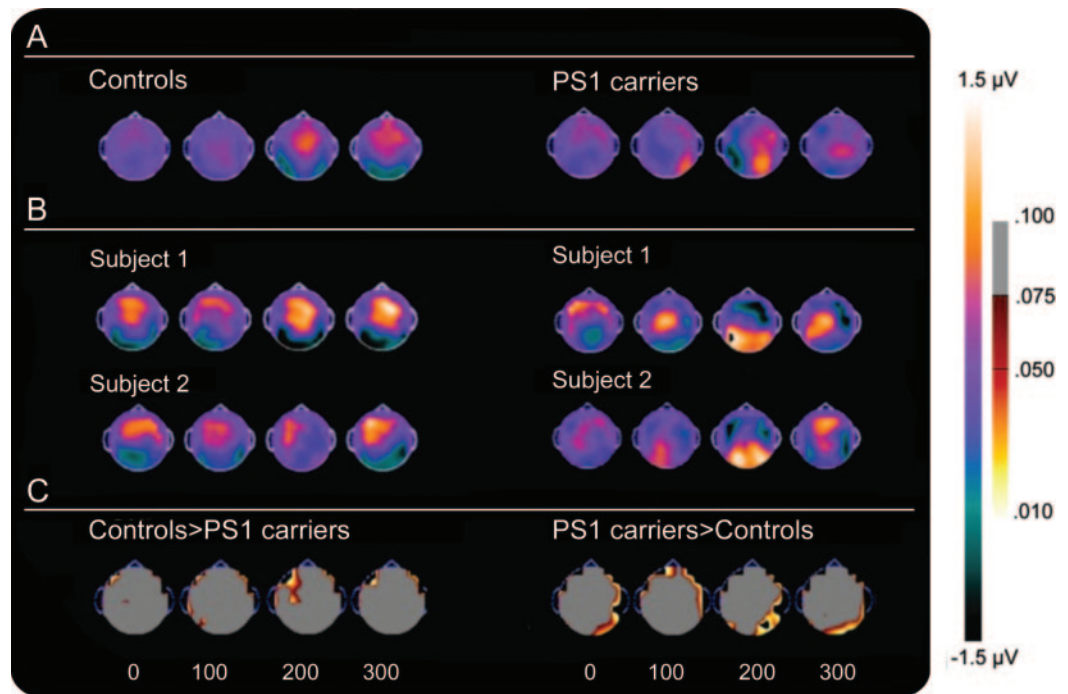 A
Controls PS1 carriers
B
Subject 1 Subject 1
Subject 2 Subject 2
C
Controls>PS1 carriers PS1 carriers>Controls
0 100 200 300 0 100 200 300
1.5 µV
.100
.075
.050
.010
-1.5 µV